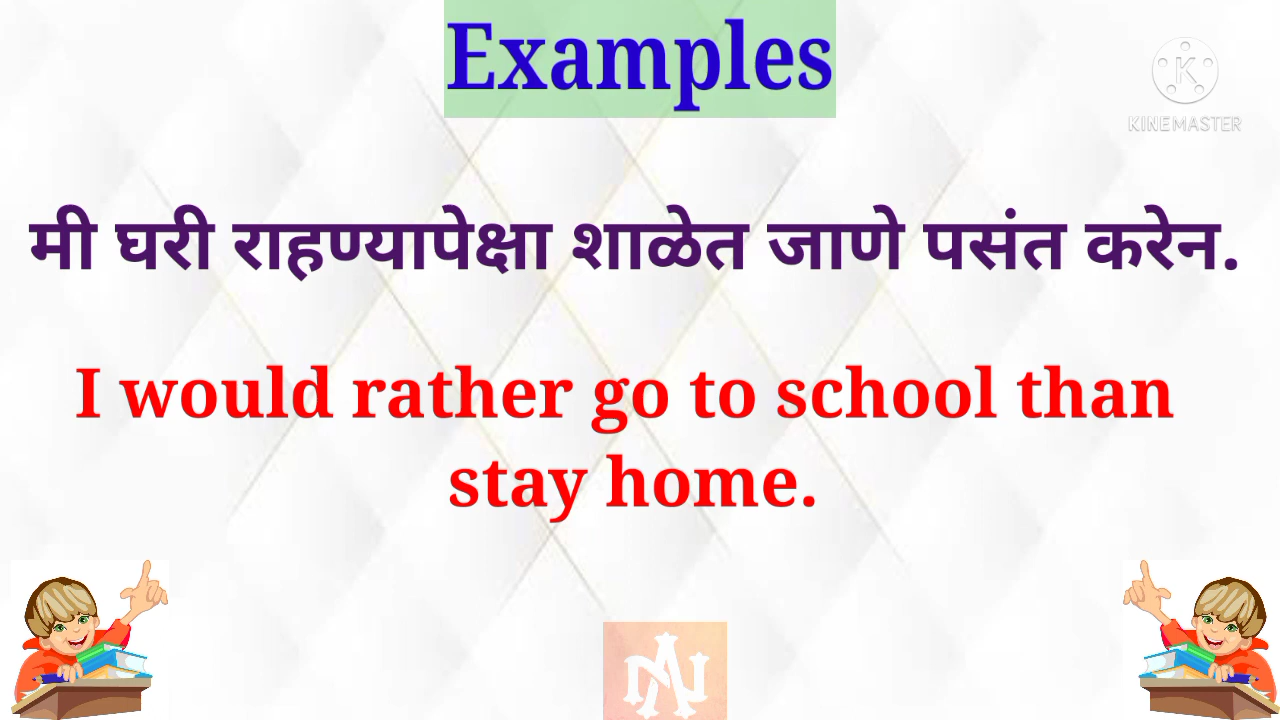 Examples
KINEMASTER
मी घरी राहण्यापेक्षा शाळेत जाणे पसंत करेन.
I would rather go to school than
stay home.